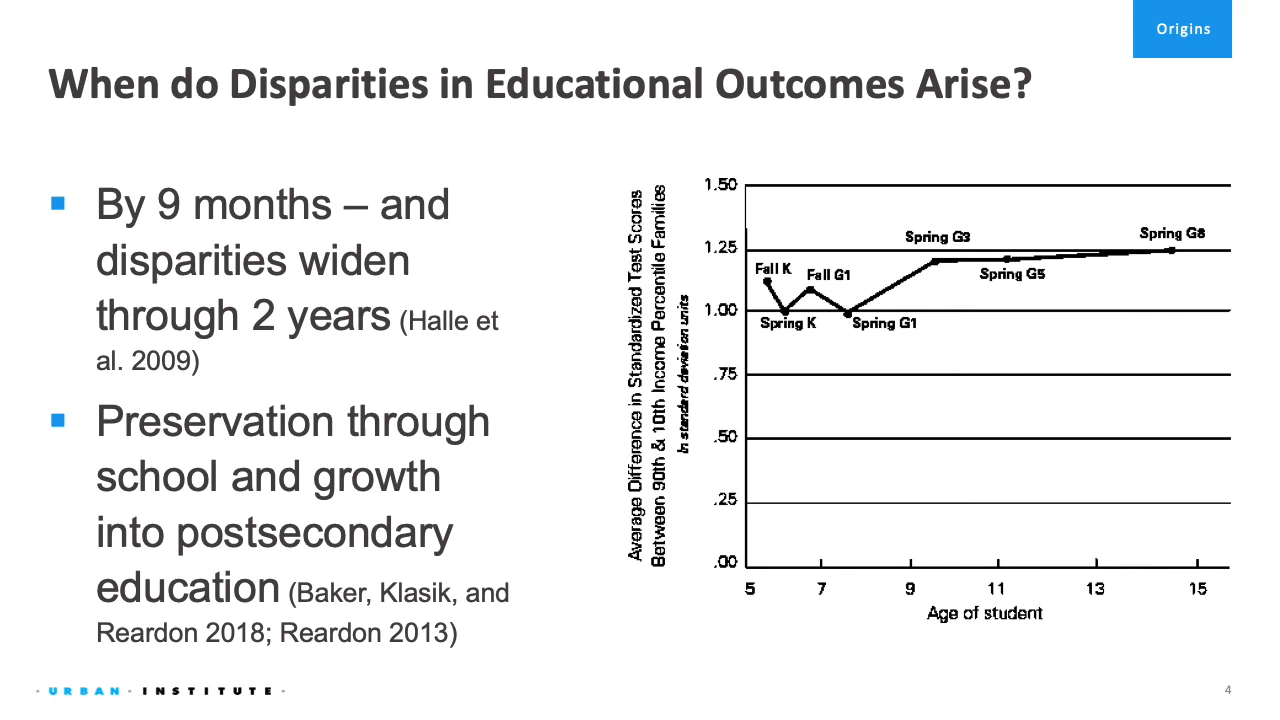 Origins
When do Disparities in Educational Outcomes Arise?
▪ By 9 months – and
disparities widen
through 2 years (Halle et
al. 2009)
▪ Preservation through
school and growth
into postsecondary
education (Baker, Klasik, and
Reardon 2018; Reardon 2013)
Average Difference in Standardized Test Scores
Between 90th & 10th Income Percentile Families
In standard deviation units
1.50
1.25
1.00
.75
.50
.25
.00
Fall K
Spring K
Fall G1
Spring G1
Spring G3
Spring G5
Spring G8
5 7 9 11 13 15
Age of student
· URBAN · INSTITUTE ·
4